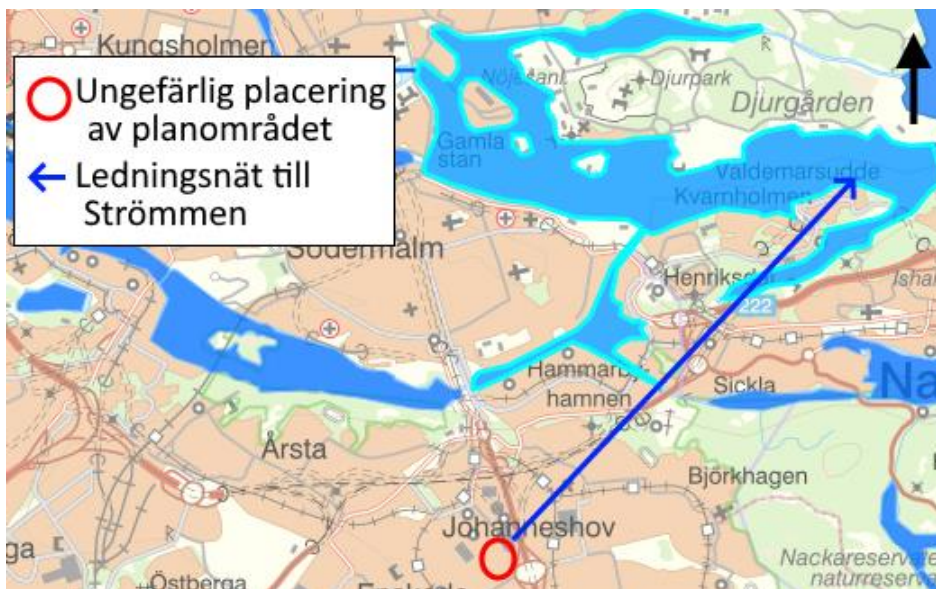 Kungsholmen
Ungefärlig placering
av planområdet
Ledningsnät till
Strömmen
Djurpark
Djurgården
Gamla
stan
Valdemarsudde
Kvarnholmen
Södermalm
Henriksdal
222
Hammarby-
hamnen
Sickla
Årsta
Björkhagen
Johanneshov
Östberga
Nackareservatet
naturreservat